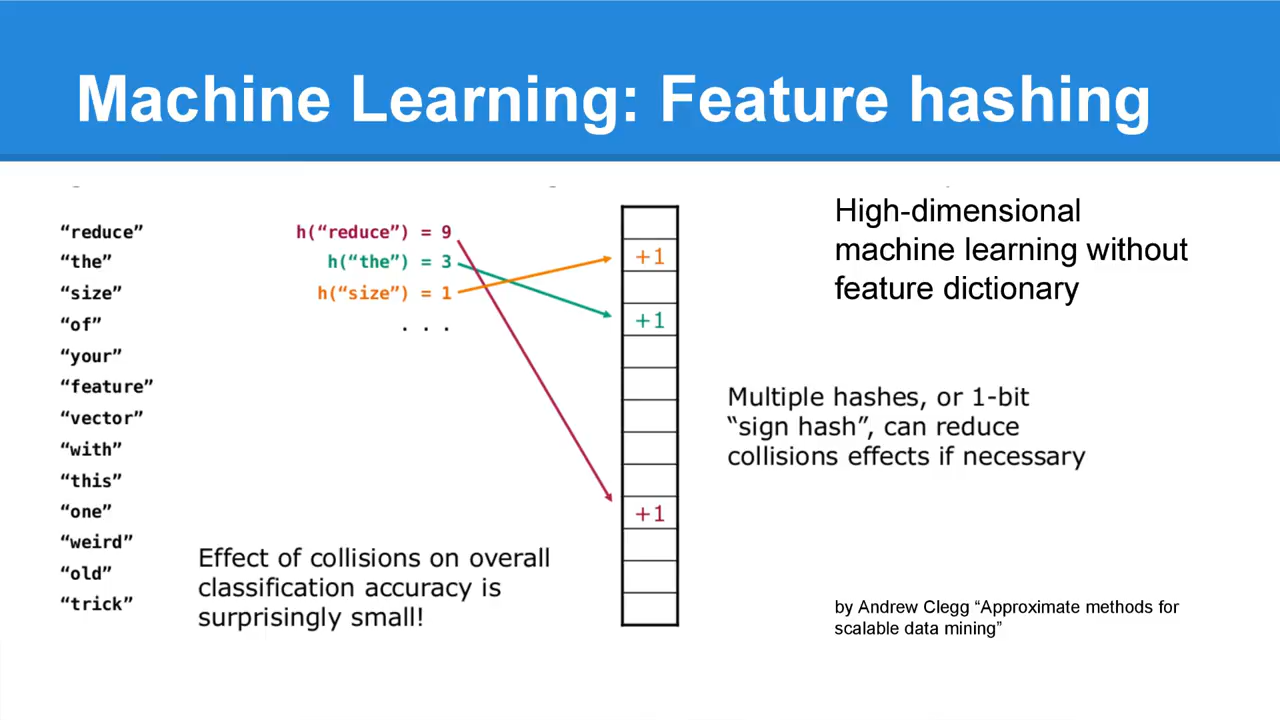 Machine Learning: Feature hashing
“reduce”
“the”
“size”
“of”
“your”
“feature”
“vector”
“with”
“this”
“one”
“weird”
“old”
“trick”
h(“reduce”) = 9
h(“the”) = 3
h(“size”) = 1
. . .
+1
+1
+1
Effect of collisions on overall
classification accuracy is
surprisingly small!
High-dimensional
machine learning without
feature dictionary
Multiple hashes, or 1-bit
“sign hash”, can reduce
collisions effects if necessary
by Andrew Clegg “Approximate methods for
scalable data mining”